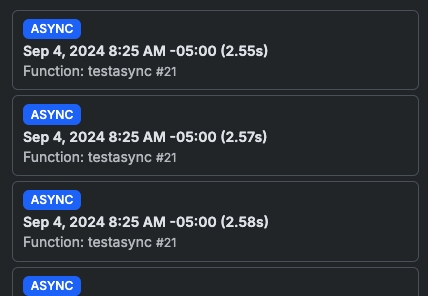 ASYNC
Sep 4, 2024 8:25 AM -05:00 (2.55s)
Function: testasync #21
ASYNC
Sep 4, 2024 8:25 AM -05:00 (2.57s)
Function: testasync #21
ASYNC
Sep 4, 2024 8:25 AM -05:00 (2.58s)
Function: testasync #21
ASYNC